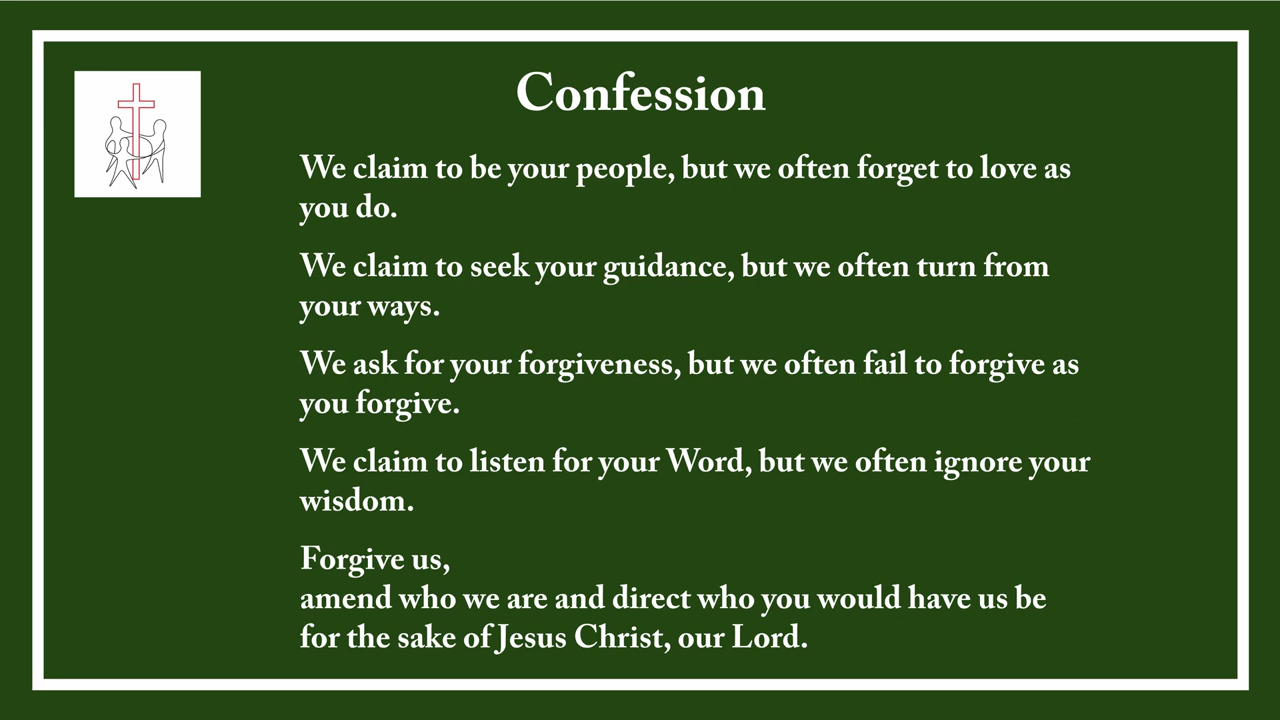 Confession
We claim to be your people, but we often forget to love as
you do.
We claim to seek your guidance, but we often turn from
your ways.
We ask for your forgiveness, but we often fail to forgive as
you forgive.
We claim to listen for your Word, but we often ignore your
wisdom.
Forgive us,
amend who we are and direct who you would have us be
for the sake of Jesus Christ, our Lord.